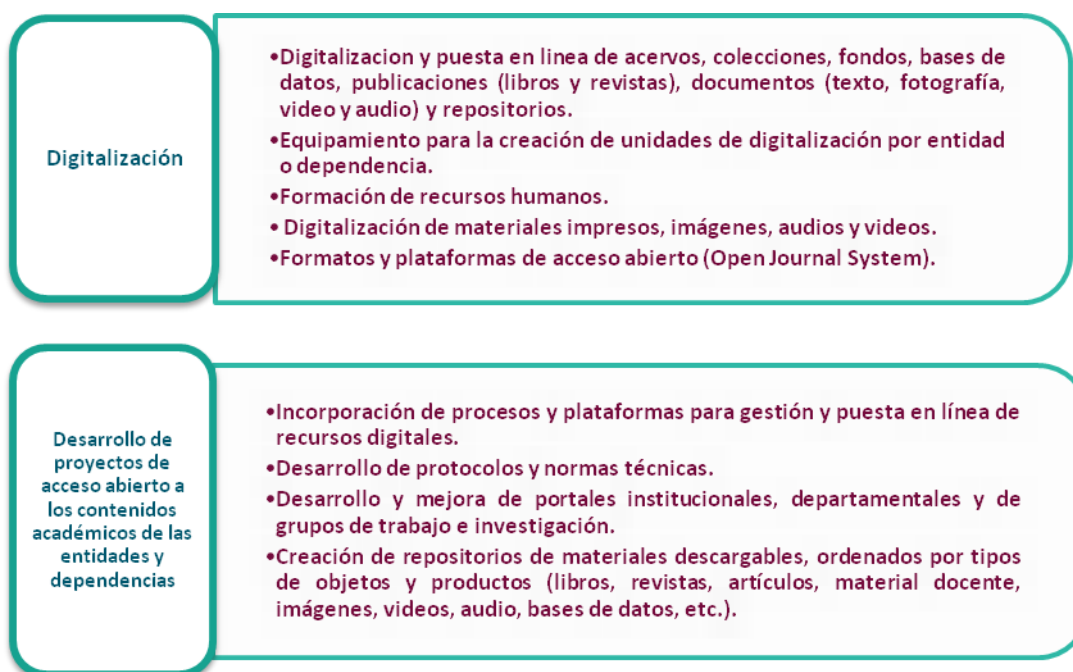 Digitalización
•Digitalizacion y puesta en linea de acervos, colecciones, fondos, bases de
datos, publicaciones (libros y revistas), documentos (texto, fotografía,
video y audio) y repositorios.
•Equipamiento para la creación de unidades de digitalización por entidad
o dependencia.
•Formación de recursos humanos.
• Digitalización de materiales impresos, imágenes, audios y videos.
•Formatos y plataformas de acceso abierto (Open Journal System).
Desarrollo de
proyectos de
acceso abierto a
los contenidos
académicos de las
entidades y
dependencias
•Incorporación de procesos y plataformas para gestión y puesta en línea de
recursos digitales.
•Desarrollo de protocolos y normas técnicas.
•Desarrollo y mejora de portales institucionales, departamentales y de
grupos de trabajo e investigación.
•Creación de repositorios de materiales descargables, ordenados por tipos
de objetos y productos (libros, revistas, artículos, material docente,
imágenes, videos, audio, bases de datos, etc.).